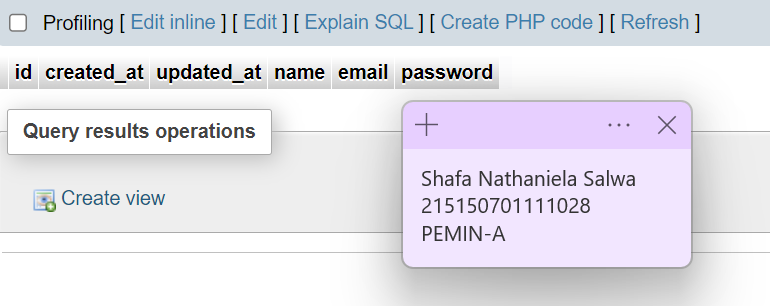 Profiling [ Edit inline ] [ Edit ] [ Explain SQL ] [ Create PHP code ] [ Refresh ]
id created_at updated_at name email password
Query results operations
Create view
Shafa Nathaniela Salwa
215150701111028
PEMIN-A